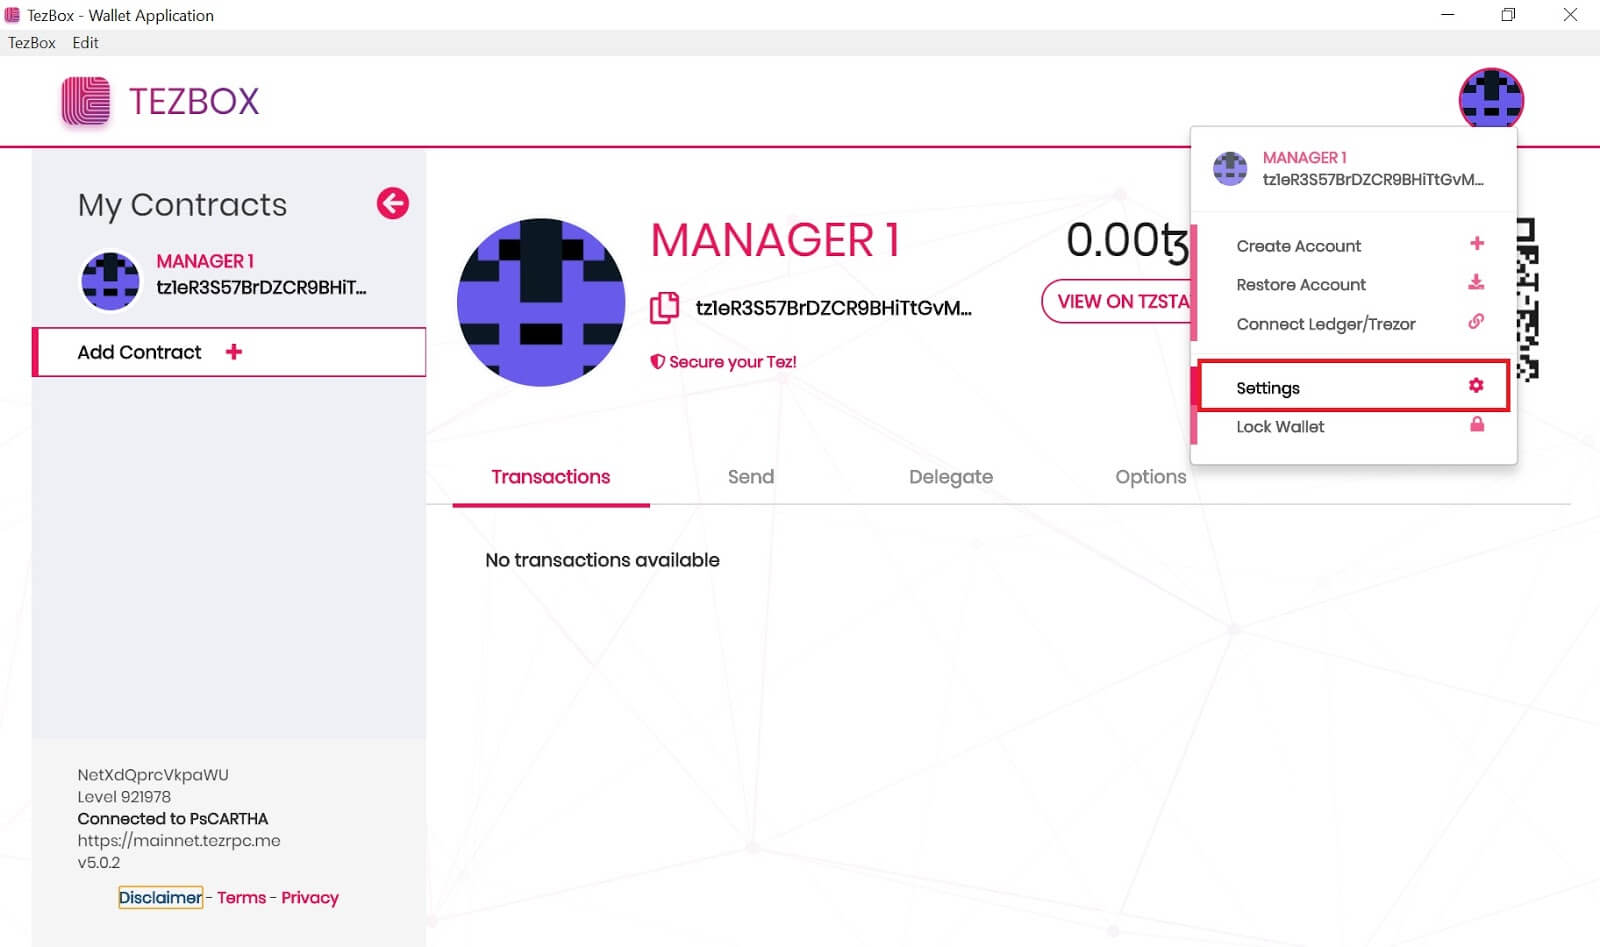 TezBox - Wallet Application
TezBox Edit
TEZBOX
MANAGER 1
tz1eR3S57BrDZCR9BHiTtGvM...
Create Account
Restore Account
Connect Ledger/Trezor
Settings
Lock Wallet
My Contracts
MANAGER 1
tz1eR3S57BrDZCR9BHiT...
Add Contract
MANAGER 1
tz1eR3S57BrDZCR9BHiTtGvM...
Secure your Tez!
0.00ꜩ
VIEW ON TZSTA
Transactions Send Delegate Options
No transactions available
NetXdQprcVkpaWU
Level 921978
Connected to PsCARTHA
https://mainnet.tezrpc.me
v5.0.2
Disclaimer - Terms - Privacy